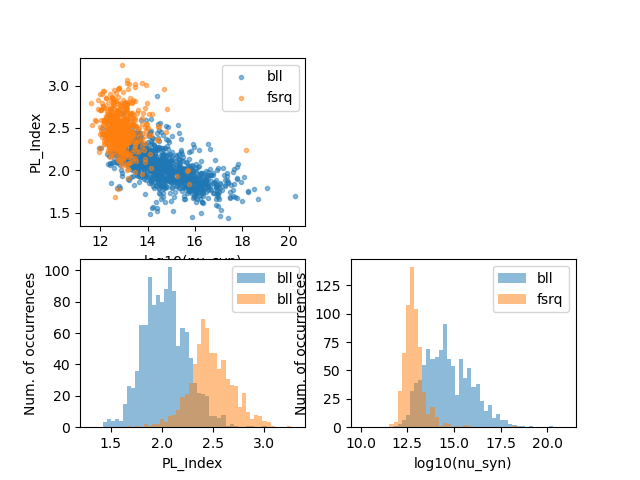 bll
fsrq
PL_Index
3.0
2.5
2.0
1.5
12
14
16
18
20
log10(nu_syn)
Num. of occurrences
100
80
60
40
20
0
bll
bll
1.5
2.0
2.5
3.0
PL_Index
Num. of occurrences
125
100
75
50
25
0
bll
fsrq
10.0
12.5
15.0
17.5
20.0
log10(nu_syn)